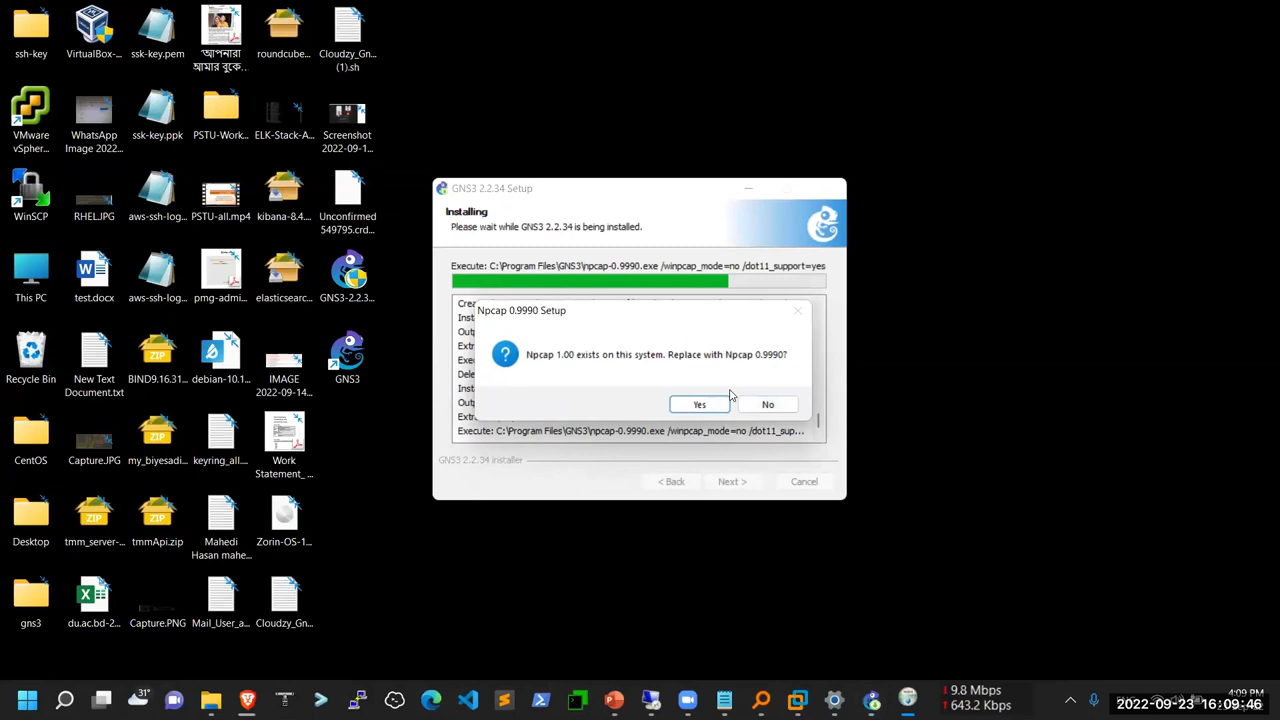 ssh-key
VirtualBox-...
ssk-key.pem
"আপনারা
আমার বুকে...
roundcube...
Cloudzy_Gn...
(1).sh
VMware
vSpher...
WhatsApp
Image 2022...
ssk-key.ppk
PSTU-Work...
ELK-Stack-A...
Screenshot
2022-09-1...
WinSCP
RHEL.JPG
aws-ssh-log...
PSTU-all.mp4
kibana-8.4...
Unconfirmed
549795.crd...
This PC
test.docx
aws-ssh-log...
pmg-admi...
elasticsearc...
GNS3-2.2.3...
Recycle Bin
New Text
Document.txt
ZIP
BIND9.16.31...
debian-10.1...
IMAGE
2022-09-14...
GNS3
CentOS
Capture.JPG
ZIP
my_biyesadi...
keyring_all....
Work
Statement_ ...
Desktop
ZIP
tmm_server-...
ZIP
tmmApi.zip
Mahedi
Hasan mahe...
Zorin-OS-1...
gns3
du.ac.bd-2...
Capture.PNG
Mail_User_a...
Cloudzy_Gn...
GNS3 2.2.34 Setup
Installing
Please wait while GNS3 2.2.34 is being installed.
Execute: C:\Program Files\GNS3\npcap-0.9990.exe /winpcap_mode=no /dot11_support=yes
Npcap 0.9990 Setup
Npcap 1.00 exists on this system. Replace with Npcap 0.9990?
Yes
No
Execute: C:\Program Files\GNS3\npcap-0.9990.exe /winpcap_mode=no /dot11_sup...
GNS3 2.2.34 installer
< Back
Next >
Cancel
31°
9.8 Mbps
643.2 Kbps
4:09 PM
2022-09-23 16:09:46